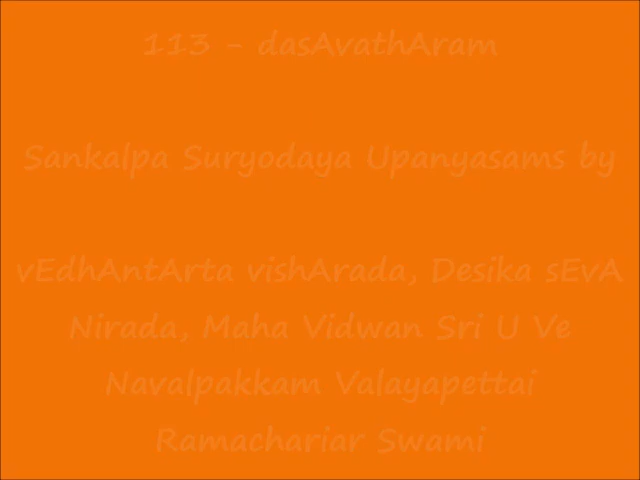 113 - dasAvathAram
Sankalpa Suryodaya Upanyasams by
vEdhAntArta vishArada, Desika sEvA
Nirada, Maha Vidwan Sri U Ve
Navalpakkam Valayapettai
Ramachariar Swami